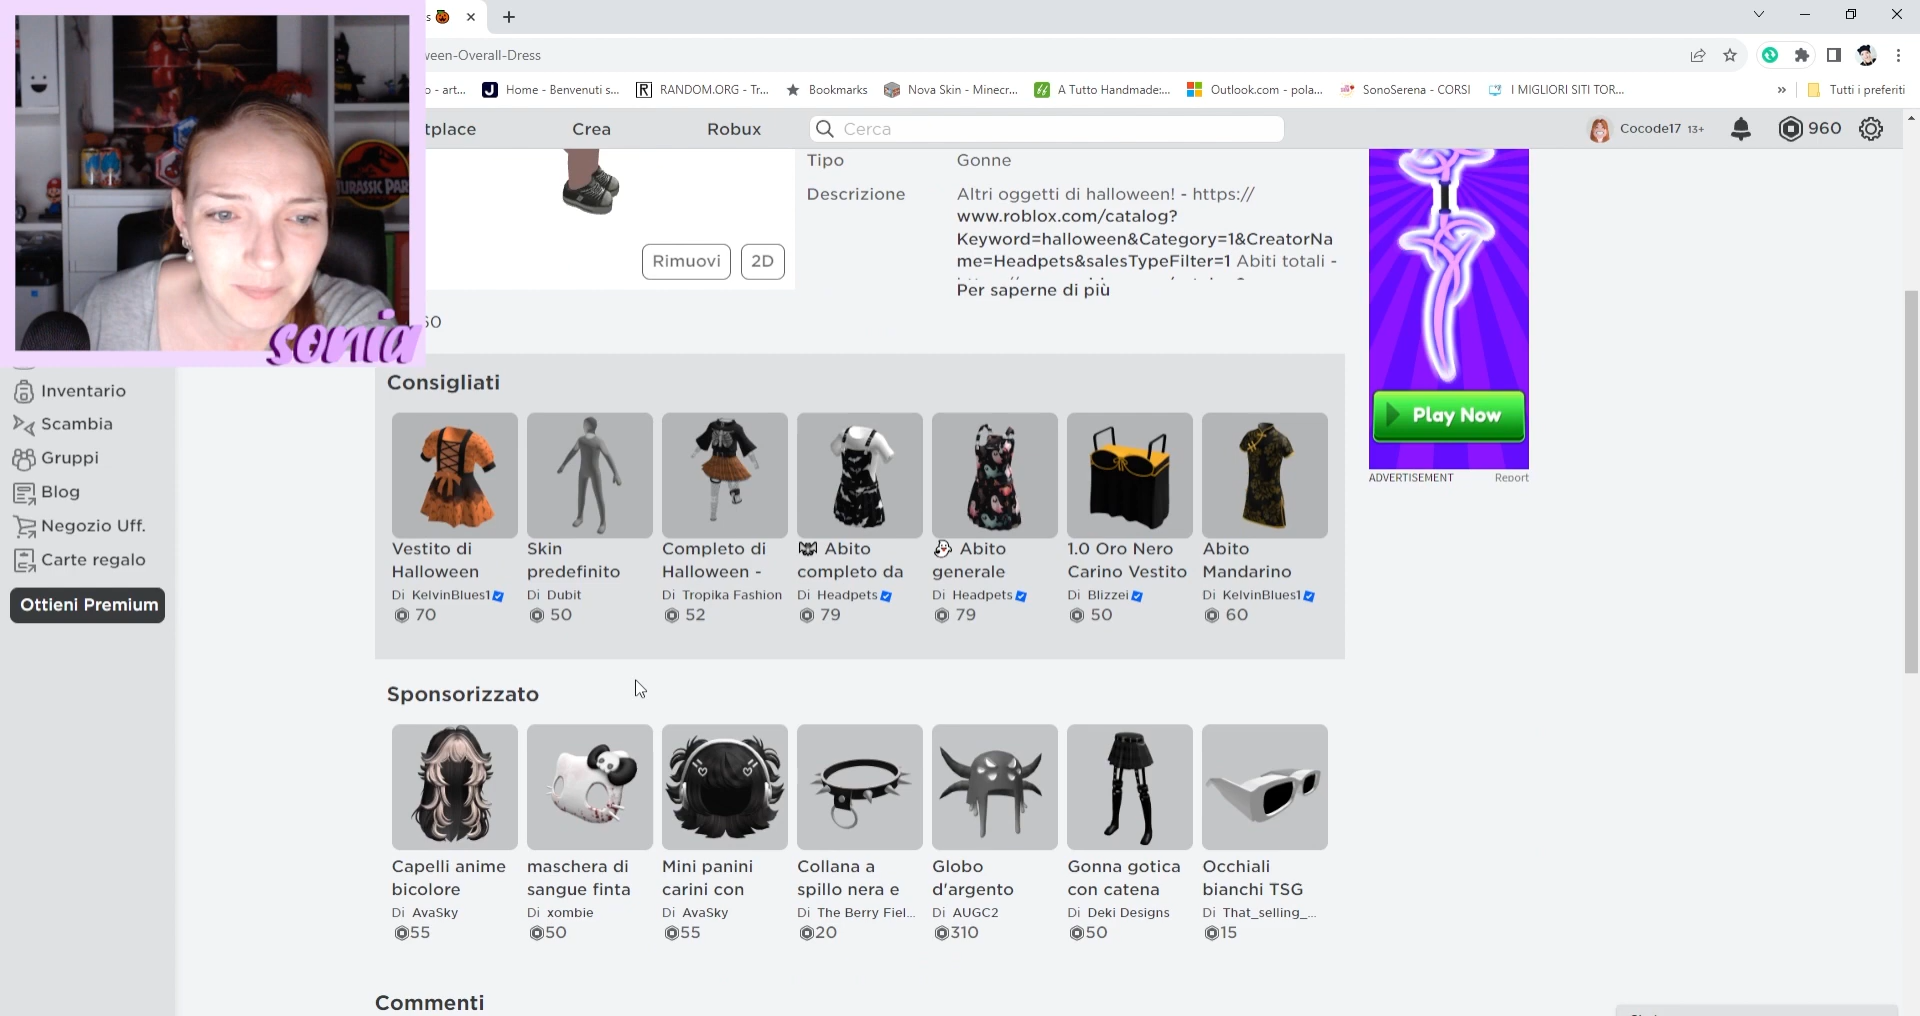 s
ween-Overall-Dress
o - art...
Home - Benvenuti s...
RANDOM.ORG - Tr...
Bookmarks
Nova Skin - Minecr...
A Tutto Handmade:...
Outlook.com - pola...
SonoSerena - CORSI
I MIGLIORI SITI TOR...
»
Tutti i preferiti
tplace
Crea
Robux
Cerca
Cocode17 13+
960
JURASSIC PARK
sonia
Tipo
Gonne
Descrizione
Altri oggetti di halloween! - https://
www.roblox.com/catalog?
Keyword=halloween&Category=1&CreatorNa
me=Headpets&salesTypeFilter=1 Abiti totali -
Per saperne di più
Rimuovi
2D
60
Play Now
ADVERTISEMENT
Report
Inventario
Scambia
Gruppi
Blog
Negozio Uff.
Carte regalo
Ottieni Premium
Consigliati
Vestito di
Halloween
Di KelvinBlues1
70
Skin
predefinito
Di Dubit
50
Completo di
Halloween -
Di Tropika Fashion
52
Abito
completo da
Di Headpets
79
Abito
generale
Di Headpets
79
1.0 Oro Nero
Carino Vestito
Di Blizzei
50
Abito
Mandarino
Di KelvinBlues1
60
Sponsorizzato
Capelli anime
bicolore
Di AvaSky
55
maschera di
sangue finta
Di xombie
50
Mini panini
carini con
Di AvaSky
55
Collana a
spillo nera e
Di The Berry Fiel...
20
Globo
d'argento
Di AUGC2
310
Gonna gotica
con catena
Di Deki Designs
50
Occhiali
bianchi TSG
Di That_selling_...
15
Commenti